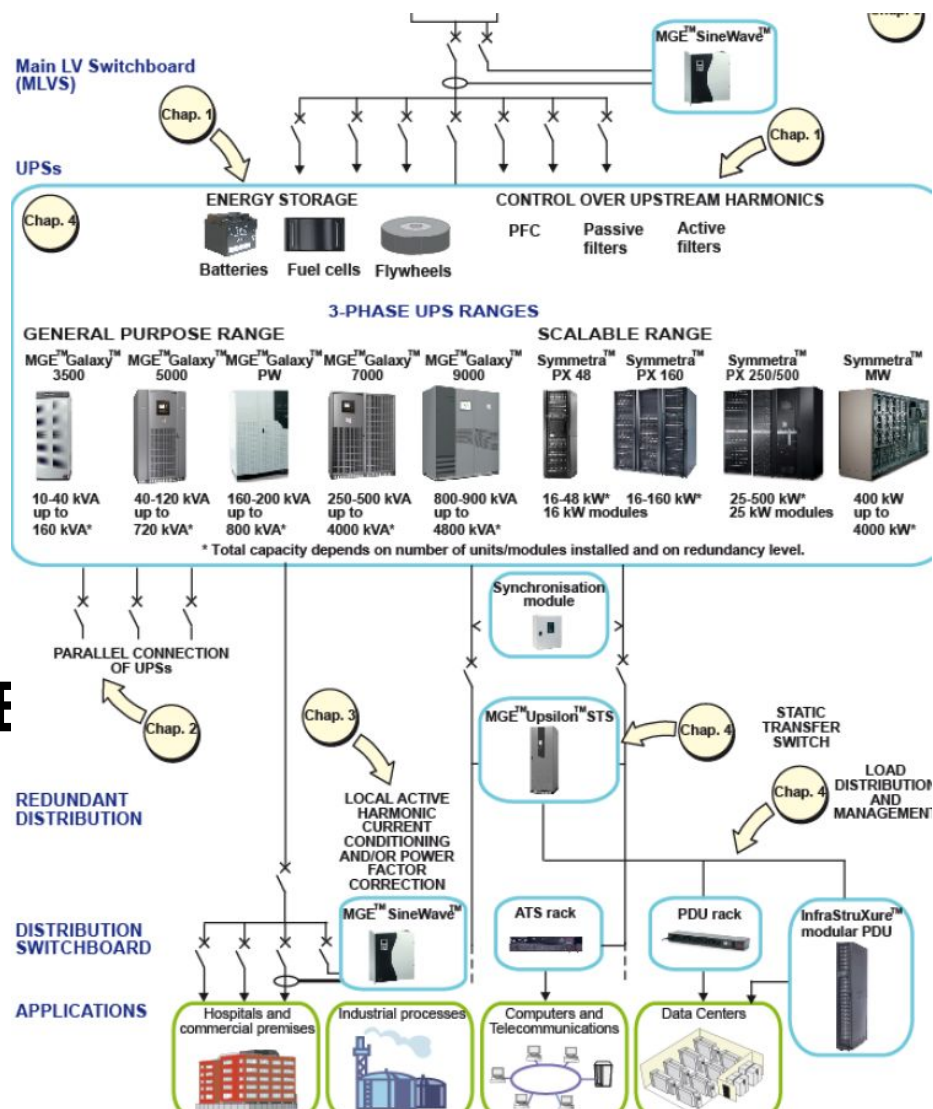 MGE™ SineWave™
Main LV Switchboard
(MLVS)
Chap. 1
Chap. 1
UPSs
Chap. 4
ENERGY STORAGE
CONTROL OVER UPSTREAM HARMONICS
PFC
Passive
filters
Active
filters
Batteries
Fuel cells
Flywheels
3-PHASE UPS RANGES
GENERAL PURPOSE RANGE
SCALABLE RANGE
MGE™Galaxy™
3500
MGE™Galaxy™
5000
MGE™Galaxy™
PW
MGE™Galaxy™
7000
MGE™Galaxy™
9000
Symmetra™
PX 48
Symmetra™
PX 160
Symmetra™
PX 250/500
Symmetra™
MW
10-40 kVA
up to
160 kVA*
40-120 kVA
up to
720 kVA*
160-200 kVA
up to
800 kVA*
250-500 kVA
up to
4000 kVA*
800-900 kVA
up to
4800 kVA*
16-48 kW*
16 kW modules
16-160 kW*
25-500 kW*
25 kW modules
400 kW
up to
4000 kW*
* Total capacity depends on number of units/modules installed and on redundancy level.
Synchronisation
module
PARALLEL CONNECTION
OF UPSs
E
Chap. 2
Chap. 3
MGE™Upsilon™STS
Chap. 4
STATIC
TRANSFER
SWITCH
Chap. 4
LOAD
DISTRIBUTION
AND
MANAGEMENT
REDUNDANT
DISTRIBUTION
LOCAL ACTIVE
HARMONIC
CURRENT
CONDITIONING
AND/OR POWER
FACTOR
CORRECTION
DISTRIBUTION
SWITCHBOARD
MGE™ SineWave™
ATS rack
PDU rack
InfraStruXure™
modular PDU
APPLICATIONS
Hospitals and
commercial premises
Industrial processes
Computers and
Telecommunications
Data Centers